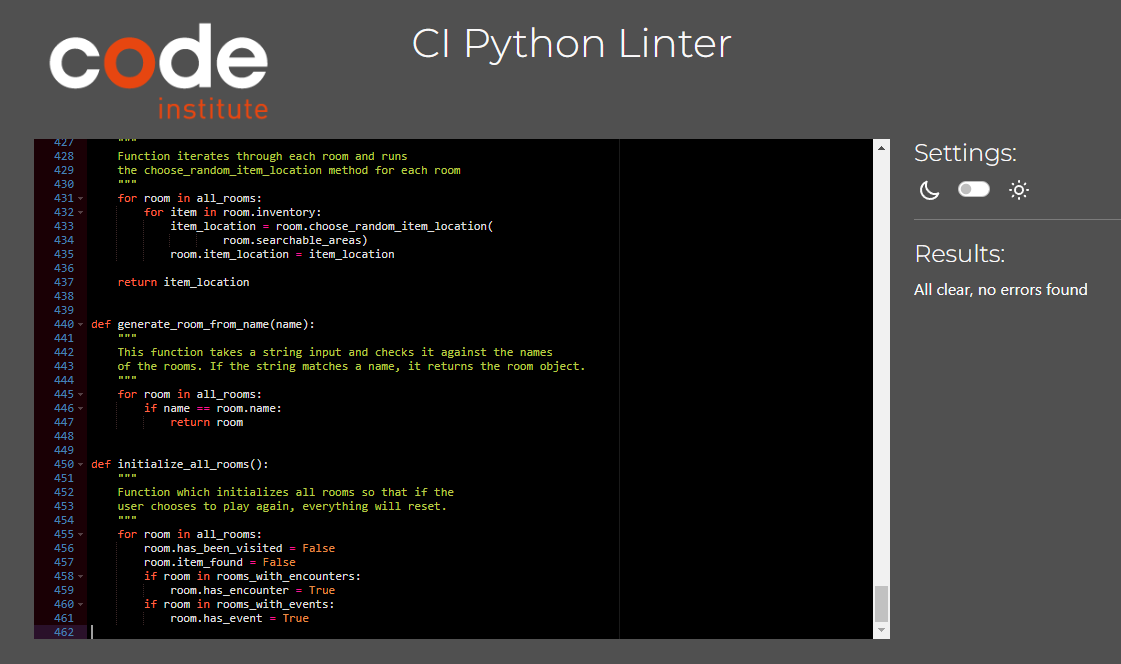 code
institute
CI Python Linter
427 """
428 Function iterates through each room and runs
429 the choose_random_item_location method for each room
430 """
431 for room in all_rooms:
432 for item in room.inventory:
433 item_location = room.choose_random_item_location(
434 room.searchable_areas)
435 room.item_location = item_location
436
437 return item_location
438
439
440 def generate_room_from_name(name):
441 """
442 This function takes a string input and checks it against the names
443 of the rooms. If the string matches a name, it returns the room object.
444 """
445 for room in all_rooms:
446 if name == room.name:
447 return room
448
449
450 def initialize_all_rooms():
451 """
452 Function which initializes all rooms so that if the
453 user chooses to play again, everything will reset.
454 """
455 for room in all_rooms:
456 room.has_been_visited = False
457 room.item_found = False
458 if room in rooms_with_encounters:
459 room.has_encounter = True
460 if room in rooms_with_events:
461 room.has_event = True
462
Settings:
Results:
All clear, no errors found